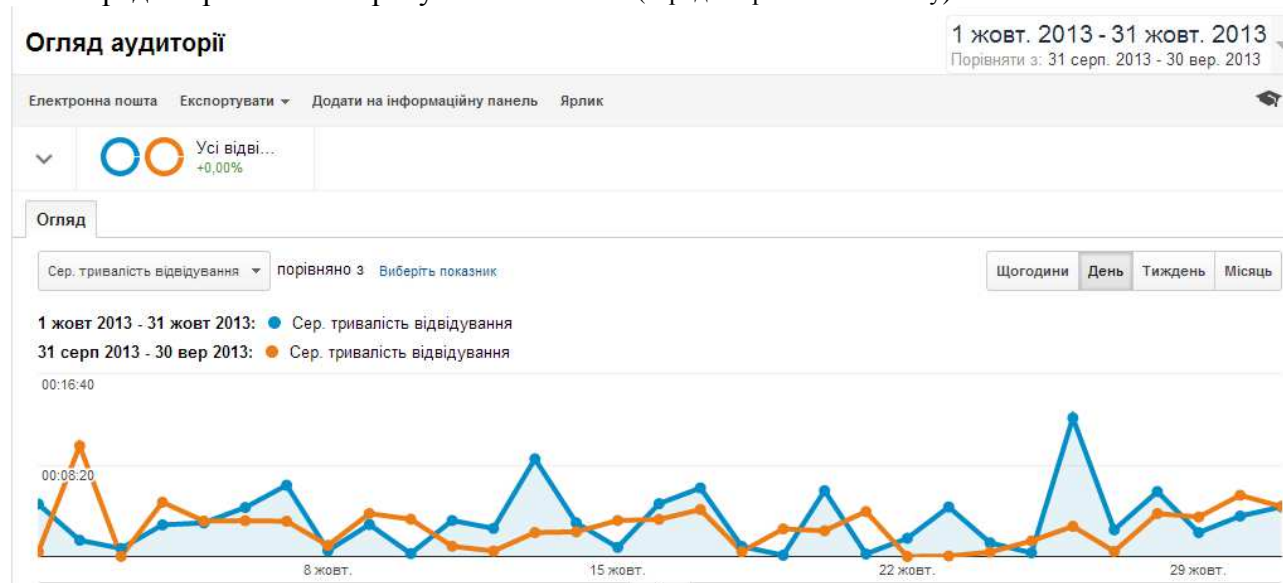 Огляд аудиторії
1 жовт. 2013 - 31 жовт. 2013
Порівняти з: 31 серп. 2013 - 30 вер. 2013
Електронна пошта Експортувати Додати на інформаційну панель Ярлик
Усі відві...
+0,00%
Огляд
Сер. тривалість відвідування порівняно з Виберіть показник
Щогодини День Тиждень Місяць
1 жовт 2013 - 31 жовт 2013: Сер. тривалість відвідування
31 серп 2013 - 30 вер 2013: Сер. тривалість відвідування
00:16:40
00:08:20
8 жовт. 15 жовт. 22 жовт. 29 жовт.